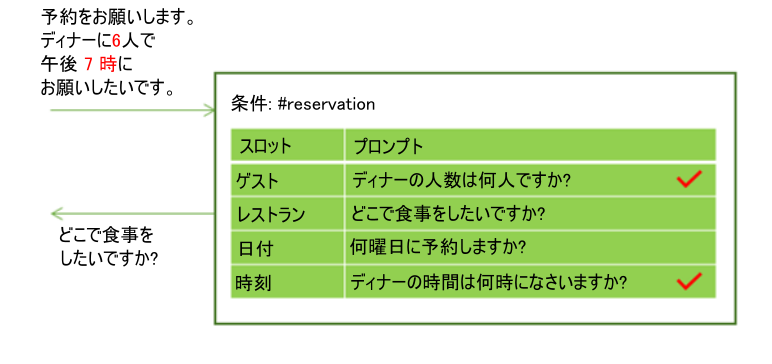 予約をお願いします。
ディナーに6人で
午後 7 時に
お願いしたいです。
条件: #reservation
スロット プロンプト
ゲスト ディナーの人数は何人ですか?
レストラン どこで食事をしたいですか?
日付 何曜日に予約しますか?
時刻 ディナーの時間は何時になさいますか?
どこで食事を
したいですか?